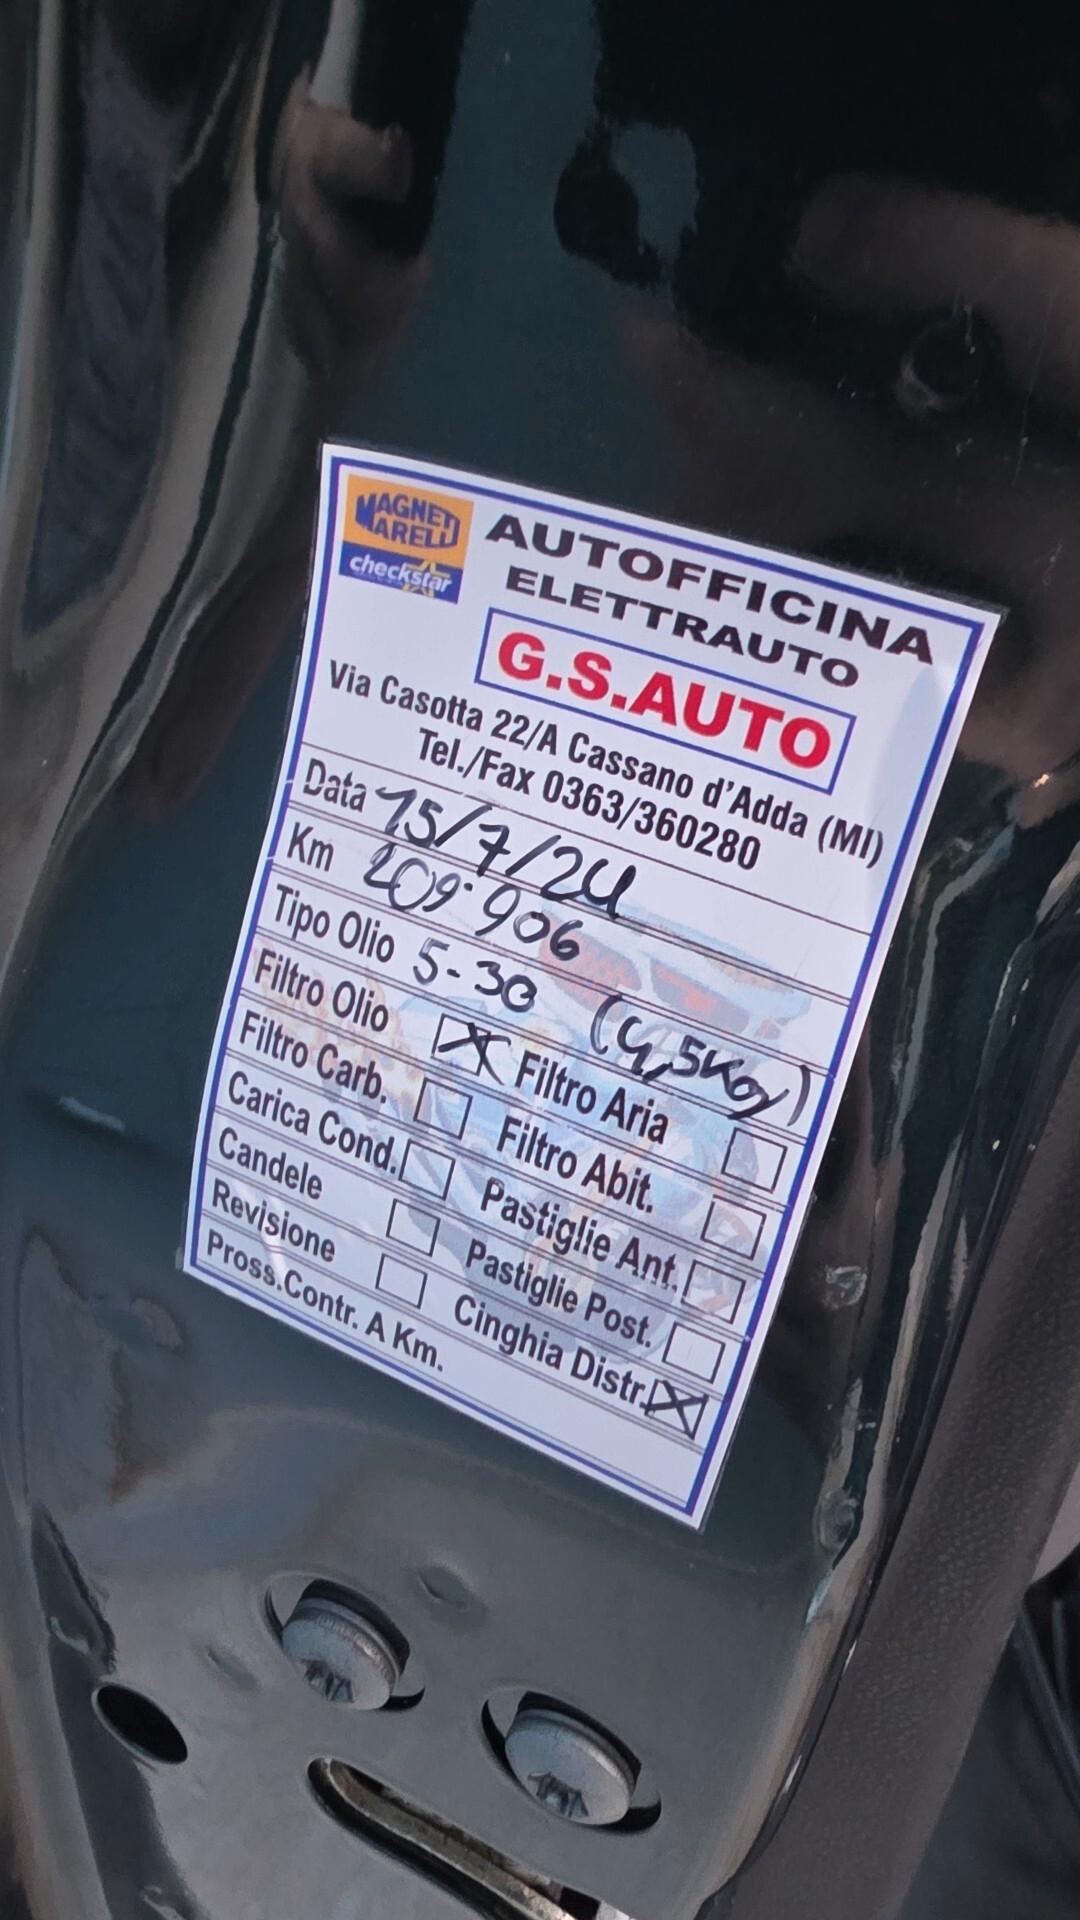 MAGNETI
MARELLI
checkstar
AUTOFFICINA
ELETTRAUTO
G.S.AUTO
Via Casotta 22/A Cassano d'Adda (MI)
Tel./Fax 0363/360280
Data 15/7/24
Km 209.906
Tipo Olio 5-30 (4,5Kg)
Filtro Olio Filtro Aria
Filtro Carb. Filtro Abit.
Carica Cond. Pastiglie Ant.
Candele Pastiglie Post.
Revisione Cinghia Distr.
Pross.Contr. A Km.